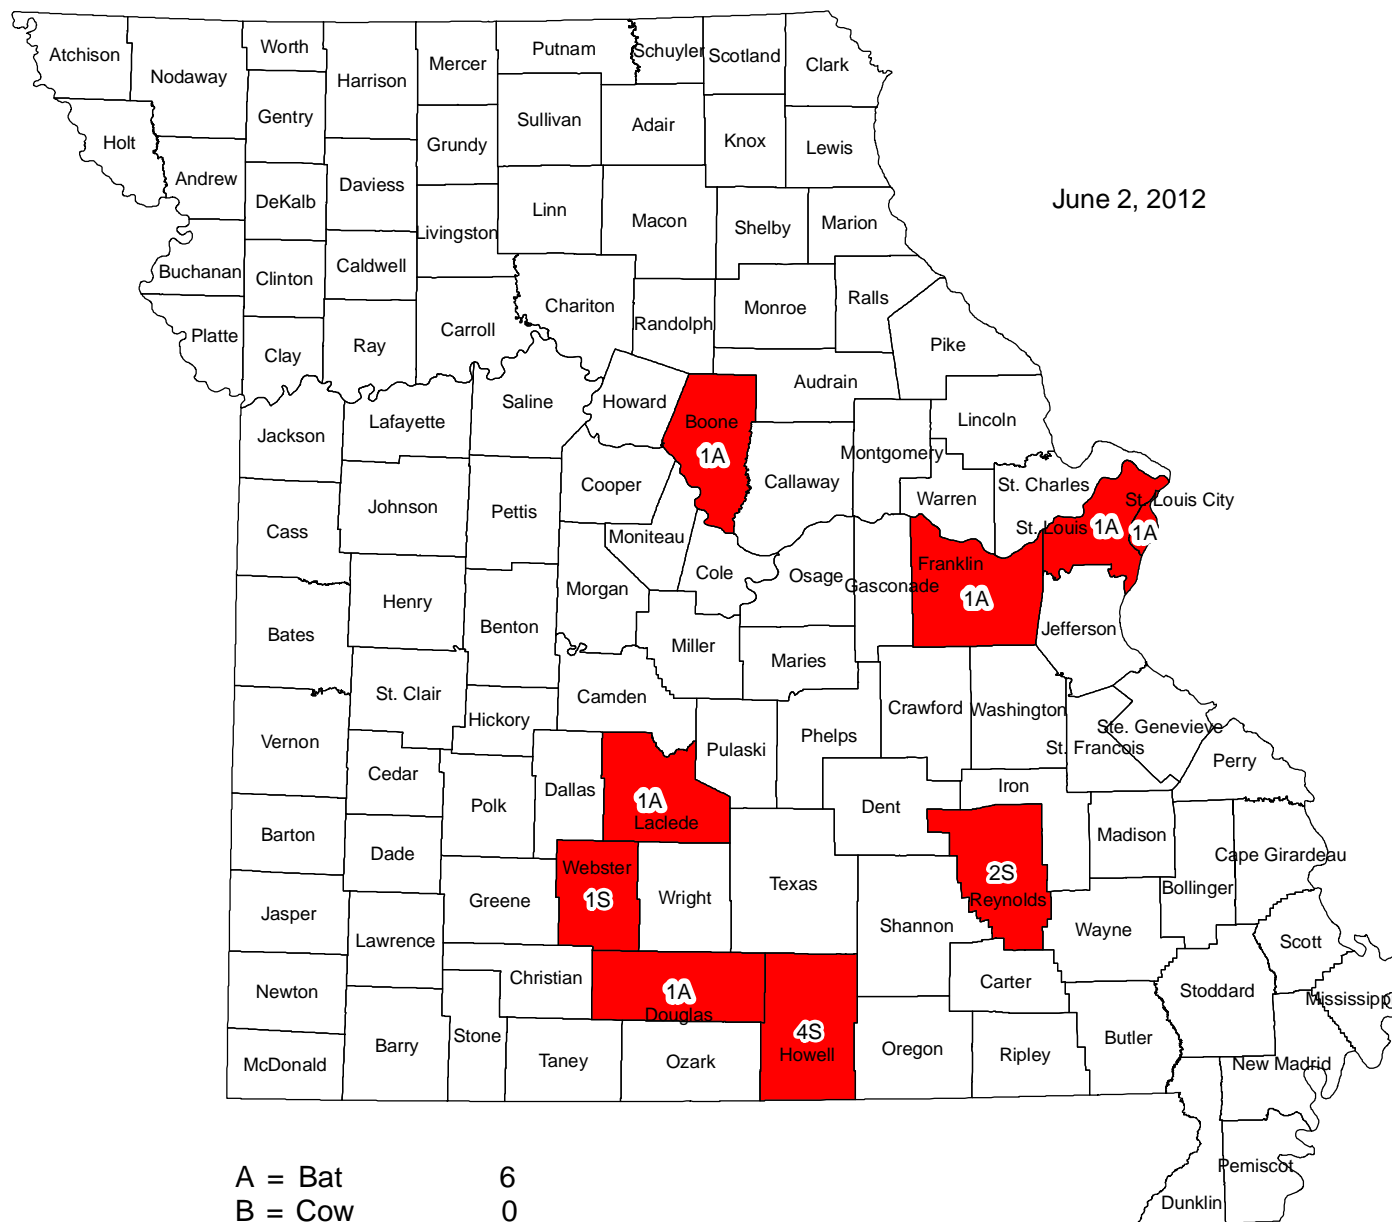 Atchison
Nodaway
Worth
Harrison
Mercer
Putnam
Schuyler
Scotland
Clark
Gentry
Holt
Andrew
DeKalb
Daviess
Grundy
Sullivan
Adair
Knox
Lewis
June 2, 2012
Livingston
Linn
Macon
Shelby
Marion
Buchanan
Clinton
Caldwell
Chariton
Randolph
Monroe
Ralls
Platte
Clay
Ray
Carroll
Pike
Audrain
Saline
Howard
Boone
1A
Lincoln
Jackson
Lafayette
Montgomery
Cooper
Callaway
Warren
St. Charles
St. Louis City
St. Louis
1A
1A
Johnson
Pettis
Cass
Moniteau
Cole
Osage
Gasconade
Franklin
1A
Morgan
Henry
Benton
Bates
Miller
Maries
Jefferson
St. Clair
Camden
Hickory
Crawford
Washington
Ste. Genevieve
St. Francois
Perry
Vernon
Cedar
Polk
Dallas
1A
Laclede
Pulaski
Phelps
Dent
Iron
Madison
Barton
Dade
Webster
1S
Greene
Wright
Texas
2S
Reynolds
Bollinger
Cape Girardeau
Jasper
Lawrence
Shannon
Wayne
Scott
Christian
Newton
1A
Douglas
4S
Howell
Carter
Stoddard
Mississippi
McDonald
Barry
Stone
Taney
Ozark
Oregon
Ripley
Butler
New Madrid
Pemiscot
Dunklin
A = Bat 6
B = Cow 0